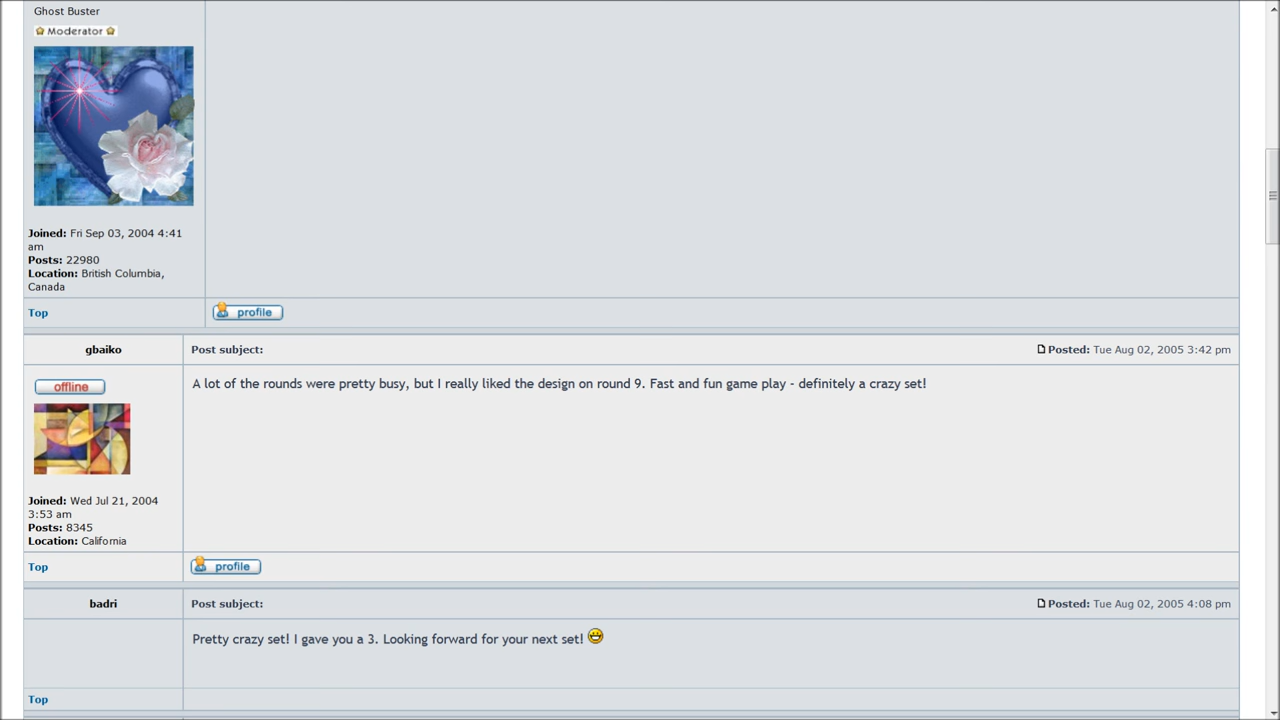 Ghost Buster
Moderator
Joined: Fri Sep 03, 2004 4:41
am
Posts: 22980
Location: British Columbia,
Canada
Top
profile
gbaiko
Post subject:
Posted: Tue Aug 02, 2005 3:42 pm
offline
A lot of the rounds were pretty busy, but I really liked the design on round 9. Fast and fun game play - definitely a crazy set!
Joined: Wed Jul 21, 2004
3:53 am
Posts: 8345
Location: California
Top
profile
badri
Post subject:
Posted: Tue Aug 02, 2005 4:08 pm
Pretty crazy set! I gave you a 3. Looking forward for your next set!
Top